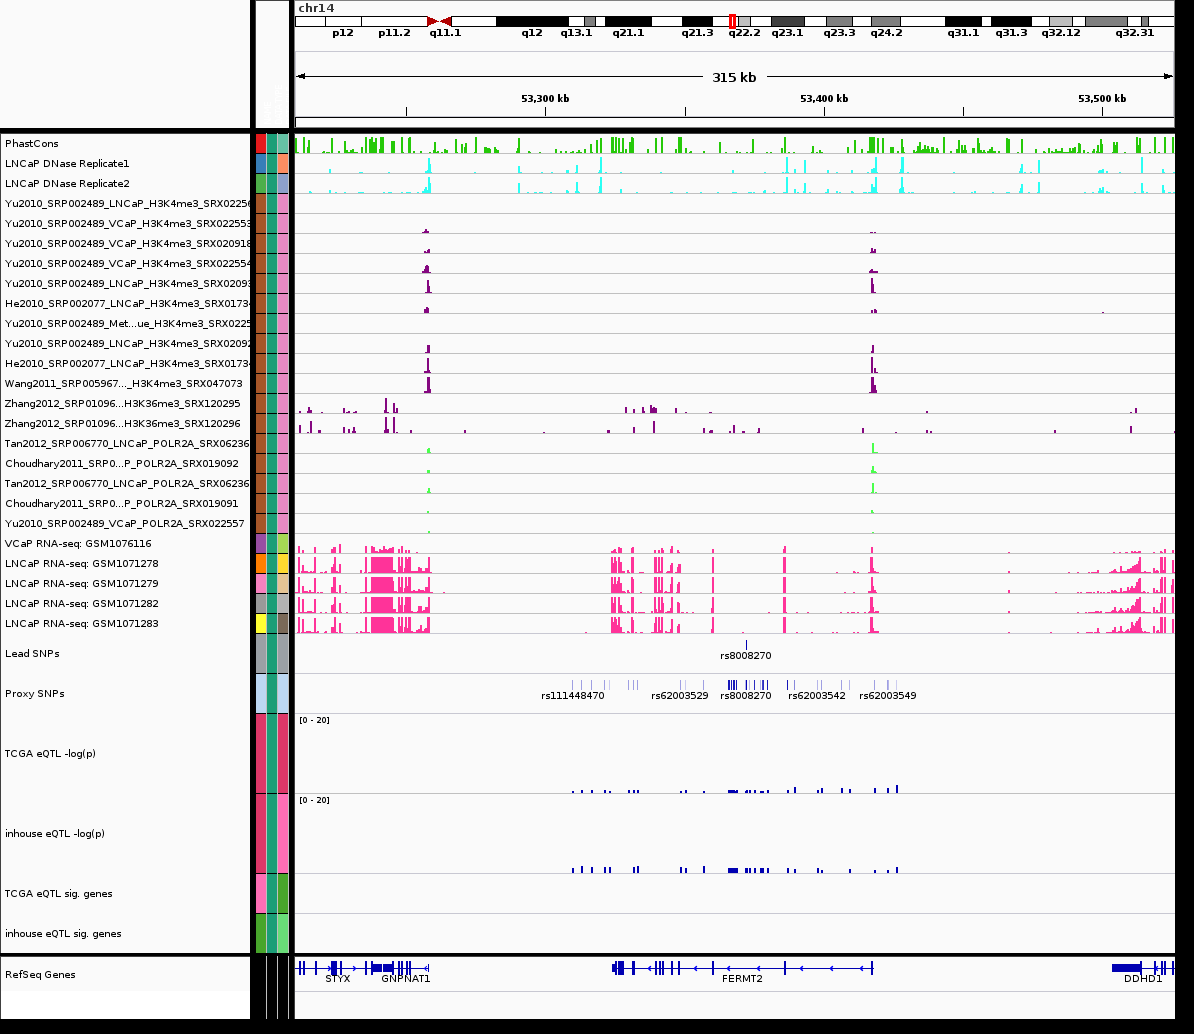 chr14
p12 p11.2 q11.1 q12 q13.1 q21.1 q21.3 q22.2 q23.1 q23.3 q24.2 q31.1 q31.3 q32.12 q32.31
315 kb
53,300 kb 53,400 kb 53,500 kb
PhastCons
LNCaP DNase Replicate1
LNCaP DNase Replicate2
Yu2010_SRP002489_LNCaP_H3K4me3_SRX02256
Yu2010_SRP002489_VCaP_H3K4me3_SRX022553
Yu2010_SRP002489_VCaP_H3K4me3_SRX020918
Yu2010_SRP002489_VCaP_H3K4me3_SRX022554
Yu2010_SRP002489_LNCaP_H3K4me3_SRX02093
He2010_SRP002077_LNCaP_H3K4me3_SRX0173
Yu2010_SRP002489_Met...ue_H3K4me3_SRX0225
Yu2010_SRP002489_LNCaP_H3K4me3_SRX02092
He2010_SRP002077_LNCaP_H3K4me3_SRX0173
Wang2011_SRP005967..._H3K4me3_SRX047073
Zhang2012_SRP01096...H3K36me3_SRX120295
Zhang2012_SRP01096...H3K36me3_SRX120296
Tan2012_SRP006770_LNCaP_POLR2A_SRX06236
Choudhary2011_SRP0...P_POLR2A_SRX019092
Tan2012_SRP006770_LNCaP_POLR2A_SRX06236
Choudhary2011_SRP0...P_POLR2A_SRX019091
Yu2010_SRP002489_VCaP_POLR2A_SRX022557
VCaP RNA-seq: GSM1076116
LNCaP RNA-seq: GSM1071278
LNCaP RNA-seq: GSM1071279
LNCaP RNA-seq: GSM1071282
LNCaP RNA-seq: GSM1071283
Lead SNPs
rs8008270
Proxy SNPs
rs111448470 rs62003529 rs8008270 rs62003542 rs62003549
[0 - 20]
TCGA eQTL -log(p)
[0 - 20]
inhouse eQTL -log(p)
TCGA eQTL sig. genes
inhouse eQTL sig. genes
RefSeq Genes
STYX GNPNAT1 FERMT2 DDHD1